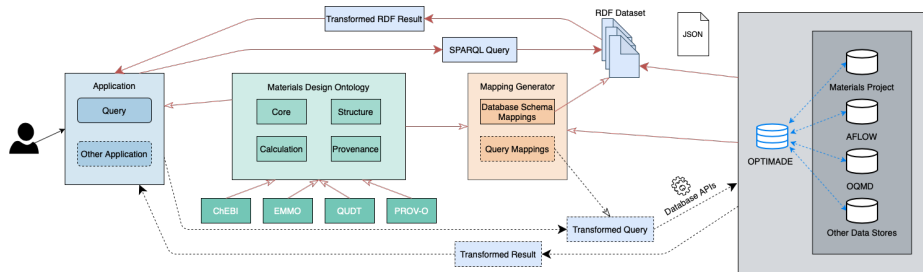 Transformed RDF Result
RDF Dataset
JSON
SPARQL Query
Application
Query
Other Application
Materials Design Ontology
Core
Structure
Calculation
Provenance
ChEBI
EMMO
QUDT
PROV-O
Mapping Generator
Database Schema
Mappings
Query Mappings
Database APIs
Transformed Query
Transformed Result
OPTIMADE
Materials Project
AFLOW
OQMD
Other Data Stores